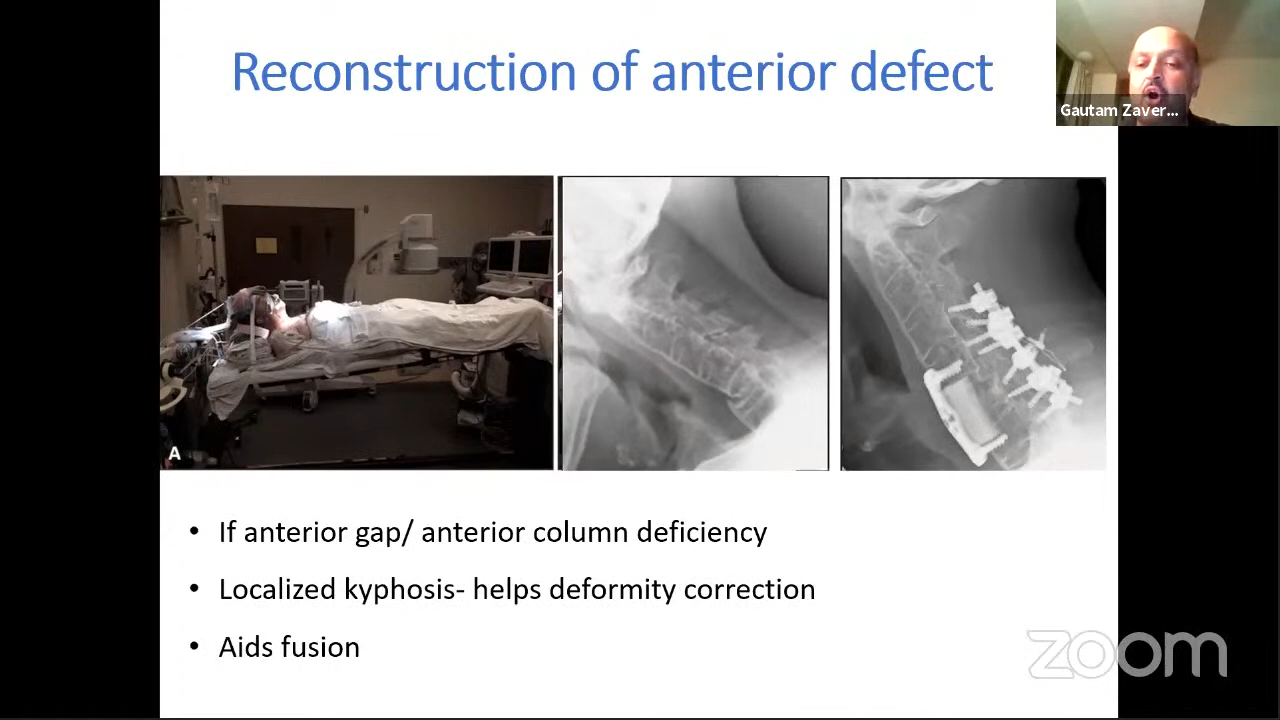 Reconstruction of anterior defect
Gautam Zaver...
A
• If anterior gap/ anterior column deficiency
• Localized kyphosis- helps deformity correction
• Aids fusion
zoom